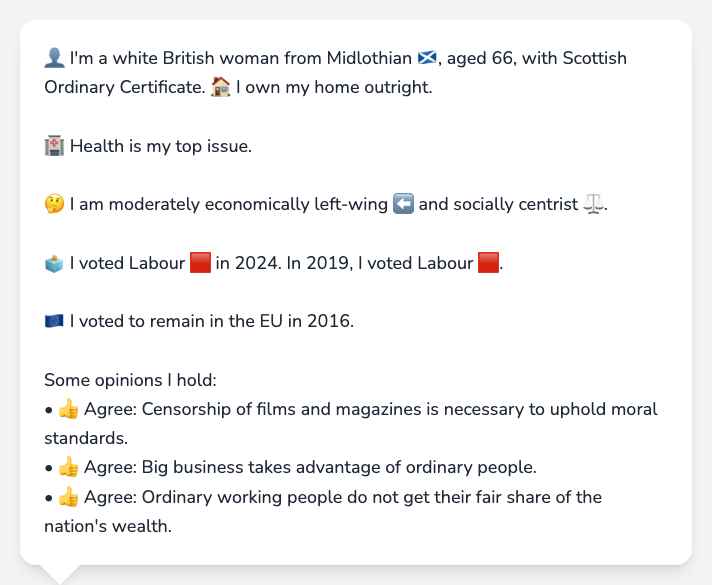 👤 I'm a white British woman from Midlothian 🏴󠁧󠁢󠁳󠁣󠁴󠁿, aged 66, with Scottish
Ordinary Certificate. 🏠 I own my home outright.
🏥 Health is my top issue.
🤔 I am moderately economically left-wing ⬅️ and socially centrist ⚖️.
🗳️ I voted Labour 🟥 in 2024. In 2019, I voted Labour 🟥.
🇪🇺 I voted to remain in the EU in 2016.
Some opinions I hold:
• 👍 Agree: Censorship of films and magazines is necessary to uphold moral
standards.
• 👍 Agree: Big business takes advantage of ordinary people.
• 👍 Agree: Ordinary working people do not get their fair share of the
nation's wealth.